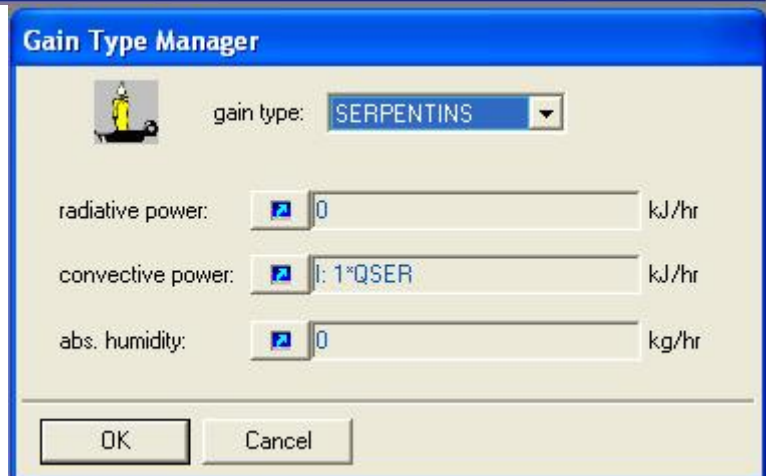 Gain Type Manager
gain type: SERPENTINS
radiative power: 0 kJ/hr
convective power: I: 1*QSER kJ/hr
abs. humidity: 0 kg/hr
OK Cancel